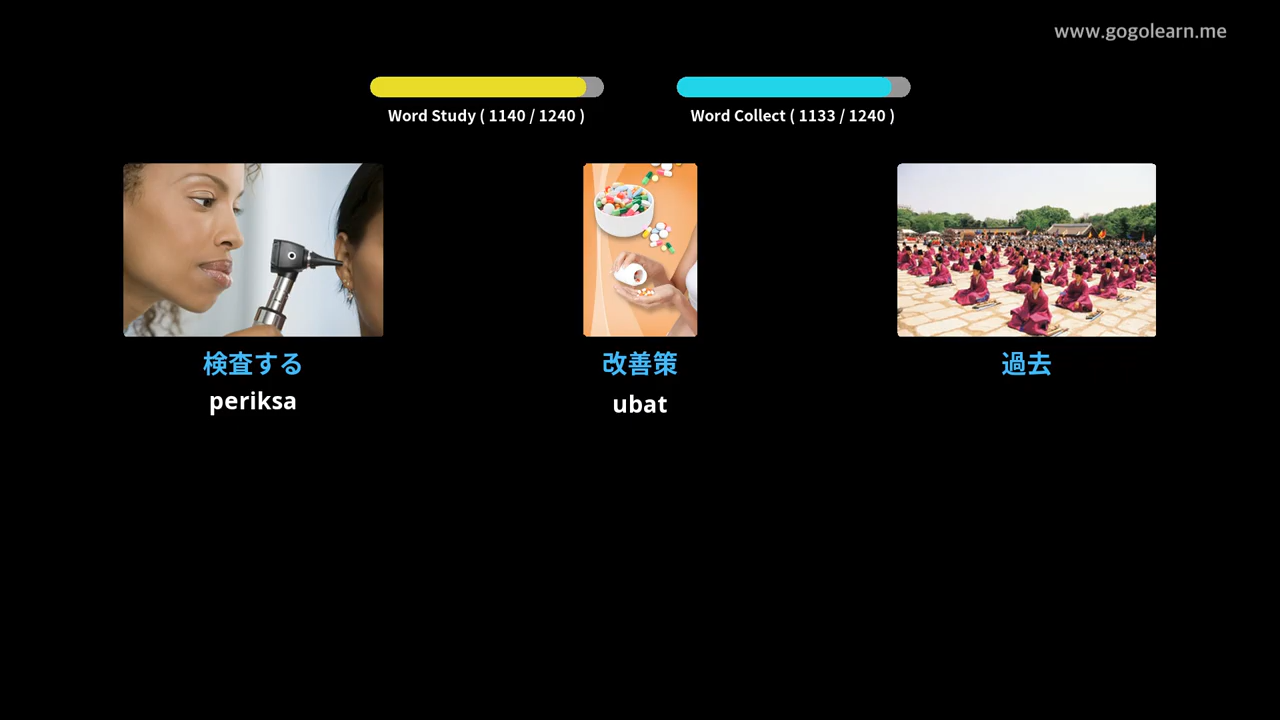 www.gogolearn.me
Word Study ( 1140 / 1240 )
Word Collect ( 1133 / 1240 )
検査する
改善策
過去
periksa
ubat